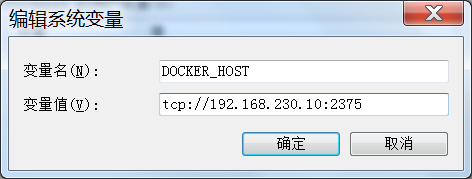 编辑系统变量
变量名(N):
DOCKER_HOST
变量值(V):
tcp://192.168.230.10:2375
确定
取消